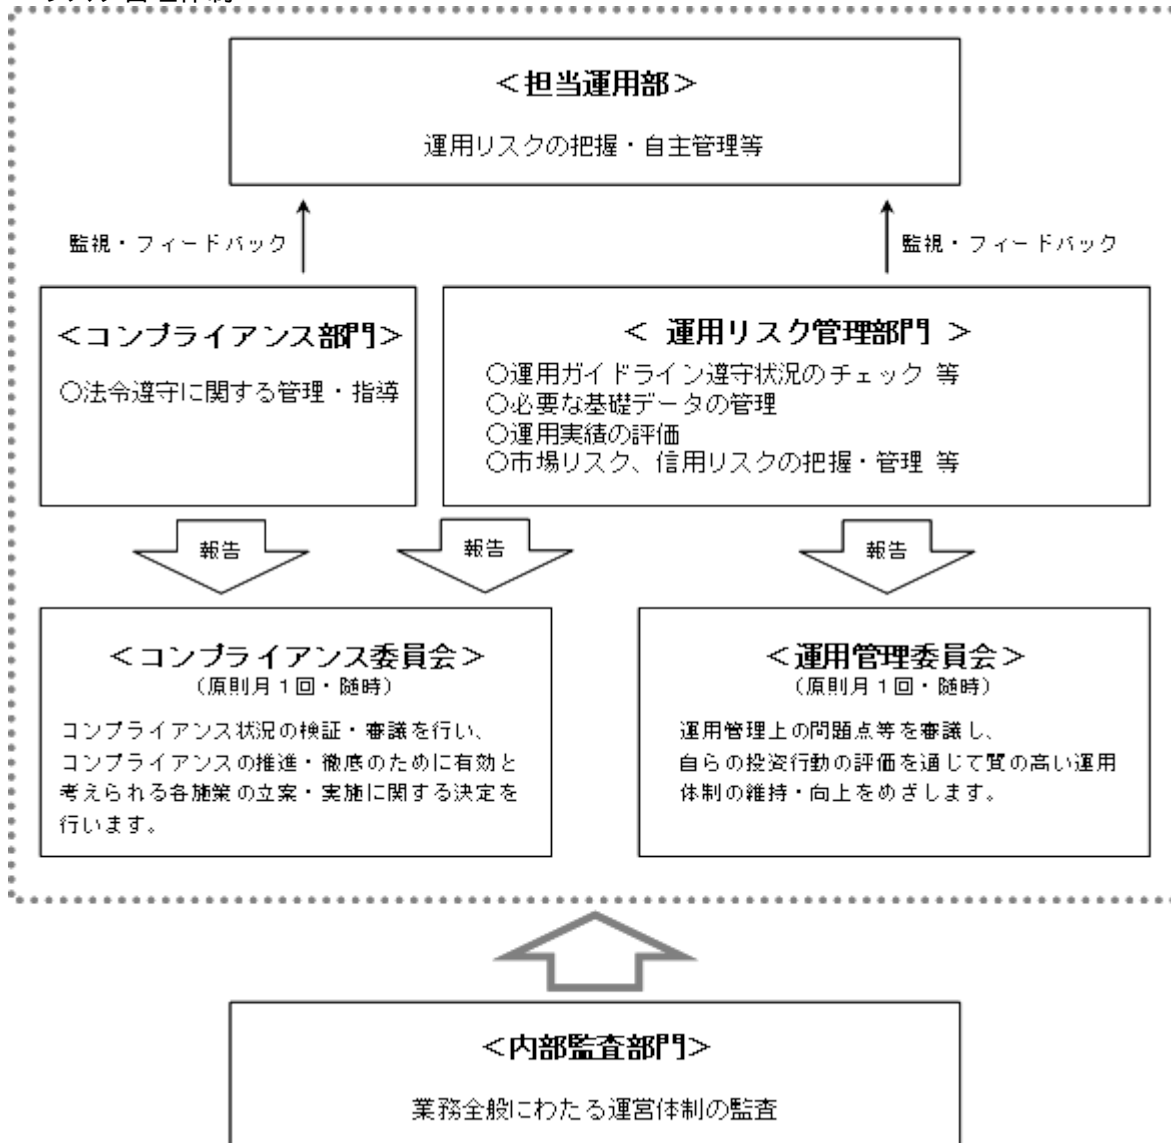 ＜担当運用部＞
運用リスクの把握・自主管理等
監視・フィードバック
監視・フィードバック
＜コンプライアンス部門＞
○法令遵守に関する管理・指導
＜ 運用リスク管理部門 ＞
○運用ガイドライン遵守状況のチェック 等
○必要な基礎データの管理
○運用実績の評価
○市場リスク、信用リスクの把握・管理 等
報告
報告
報告
＜コンプライアンス委員会＞
（原則月１回・随時）
コンプライアンス状況の検証・審議を行い、
コンプライアンスの推進・徹底のために有効と
考えられる各施策の立案・実施に関する決定を
行います。
＜運用管理委員会＞
（原則月１回・随時）
運用管理上の問題点等を審議し、
自らの投資行動の評価を通じて質の高い運用
体制の維持・向上をめざします。
＜内部監査部門＞
業務全般にわたる運営体制の監査